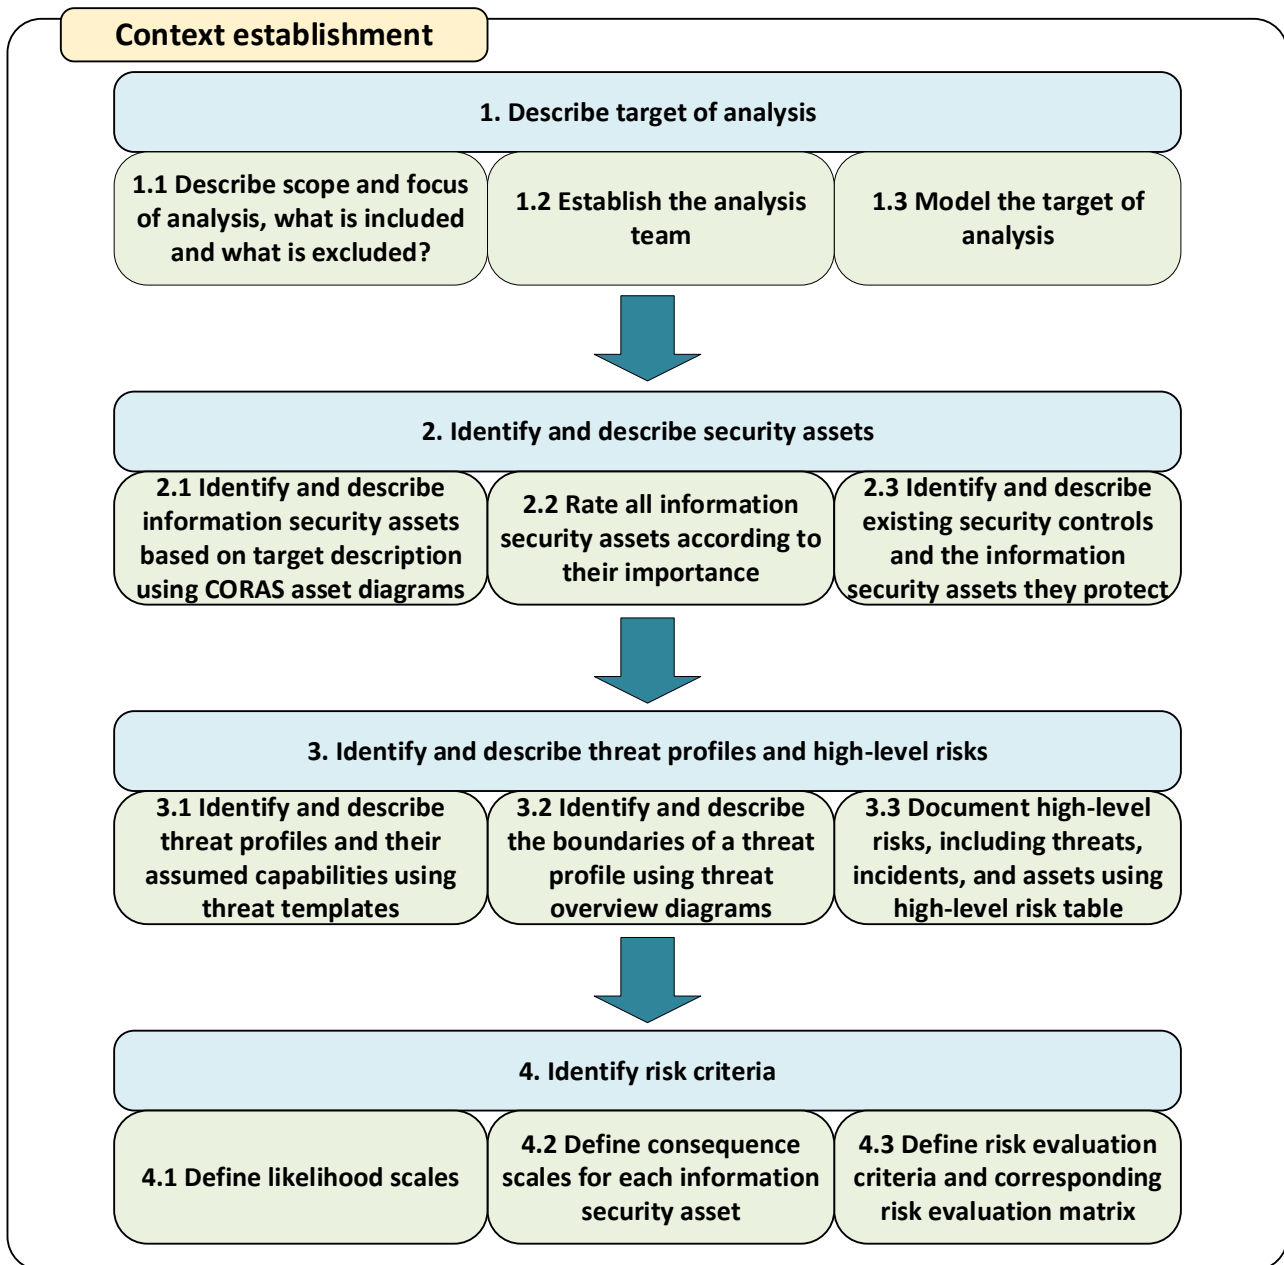 Context establishment
1. Describe target of analysis
1.1 Describe scope and focus
of analysis, what is included
and what is excluded?
1.2 Establish the analysis
team
1.3 Model the target of
analysis
2. Identify and describe security assets
2.1 Identify and describe
information security assets
based on target description
using CORAS asset diagrams
2.2 Rate all information
security assets according to
their importance
2.3 Identify and describe
existing security controls
and the information
security assets they protect
3. Identify and describe threat profiles and high-level risks
3.1 Identify and describe
threat profiles and their
assumed capabilities using
threat templates
3.2 Identify and describe
the boundaries of a threat
profile using threat
overview diagrams
3.3 Document high-level
risks, including threats,
incidents, and assets using
high-level risk table
4. Identify risk criteria
4.1 Define likelihood scales
4.2 Define consequence
scales for each information
security asset
4.3 Define risk evaluation
criteria and corresponding
risk evaluation matrix